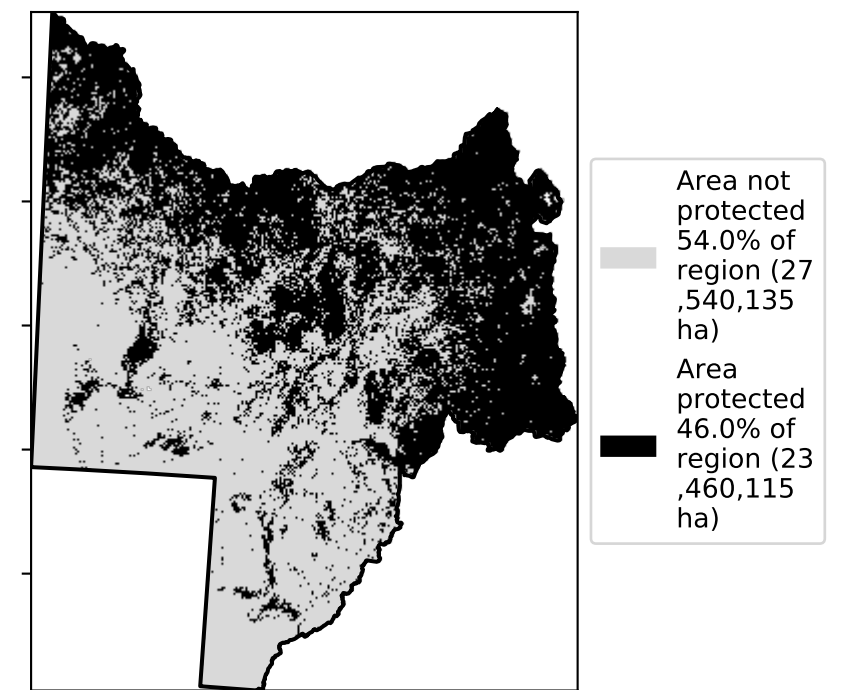 Area not
protected
54.0% of
region (27
,540,135
ha)
Area
protected
46.0% of
region (23
,460,115
ha)